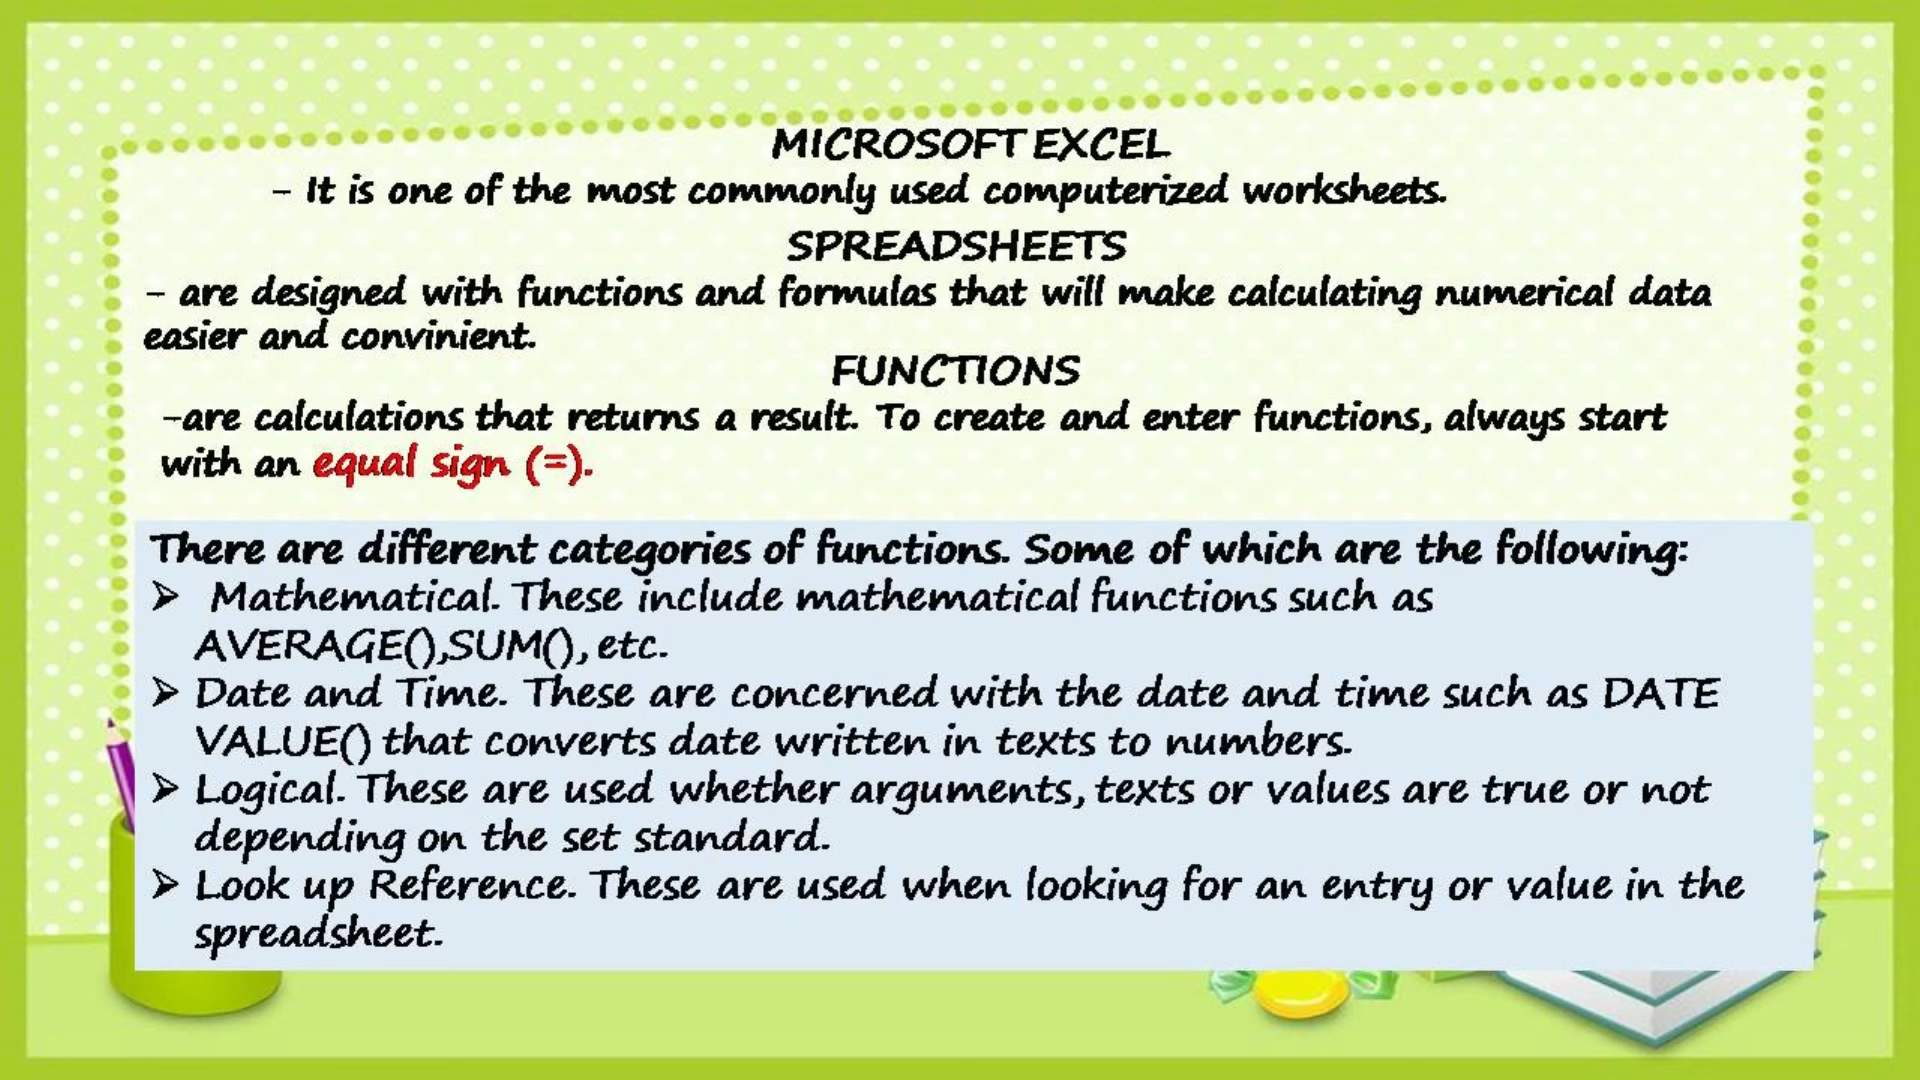 MICROSOFT EXCEL
- It is one of the most commonly used computerized worksheets.
SPREADSHEETS
- are designed with functions and formulas that will make calculating numerical data
easier and convinient.
FUNCTIONS
-are calculations that returns a result. To create and enter functions, always start
with an equal sign (=).
There are different categories of functions. Some of which are the following:
➢ Mathematical. These include mathematical functions such as
AVERAGE(),SUM(), etc.
➢ Date and Time. These are concerned with the date and time such as DATE
VALUE() that converts date written in texts to numbers.
➢ Logical. These are used whether arguments, texts or values are true or not
depending on the set standard.
➢ Look up Reference. These are used when looking for an entry or value in the
spreadsheet.